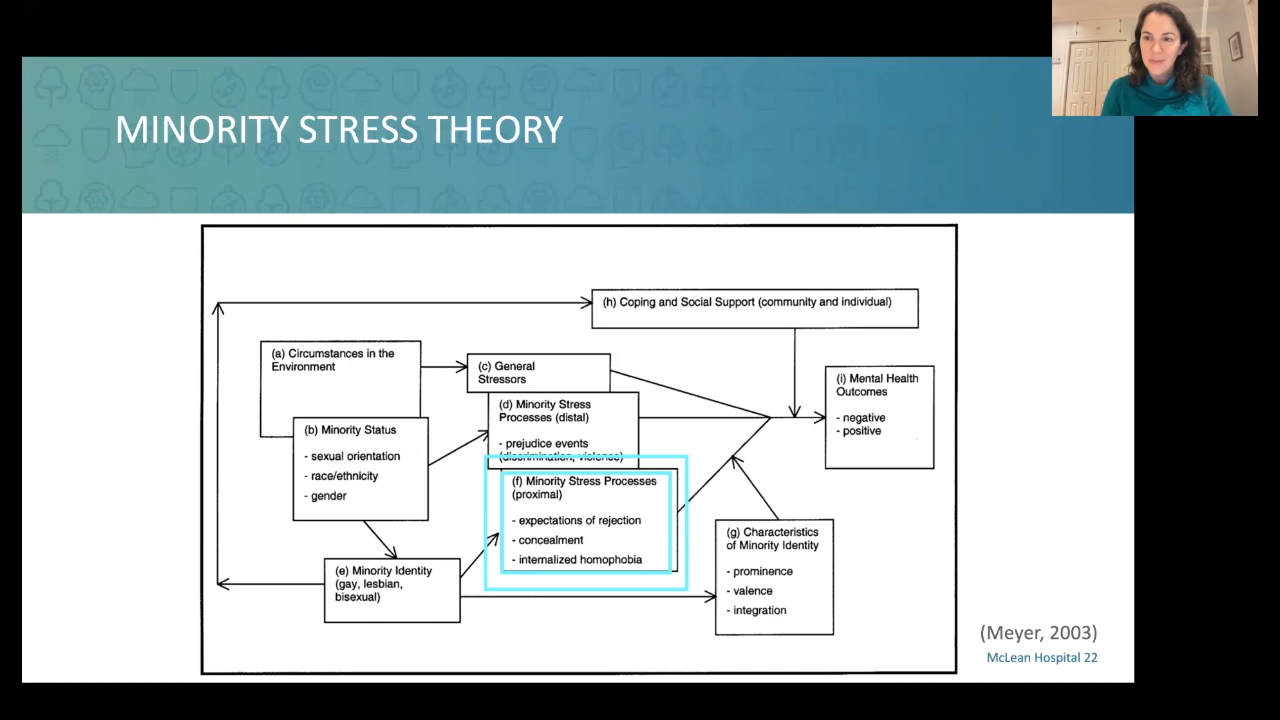 MINORITY STRESS THEORY
(h) Coping and Social Support (community and individual)
(a) Circumstances in the
Environment
(c) General
Stressors
(i) Mental Health
Outcomes
- negative
- positive
(d) Minority Stress
Processes (distal)
- prejudice events
(discrimination, violence)
(b) Minority Status
- sexual orientation
- race/ethnicity
- gender
(f) Minority Stress Processes
(proximal)
- expectations of rejection
- concealment
- internalized homophobia
(g) Characteristics
of Minority Identity
- prominence
- valence
- integration
(e) Minority Identity
(gay, lesbian,
bisexual)
(Meyer, 2003)
McLean Hospital 22